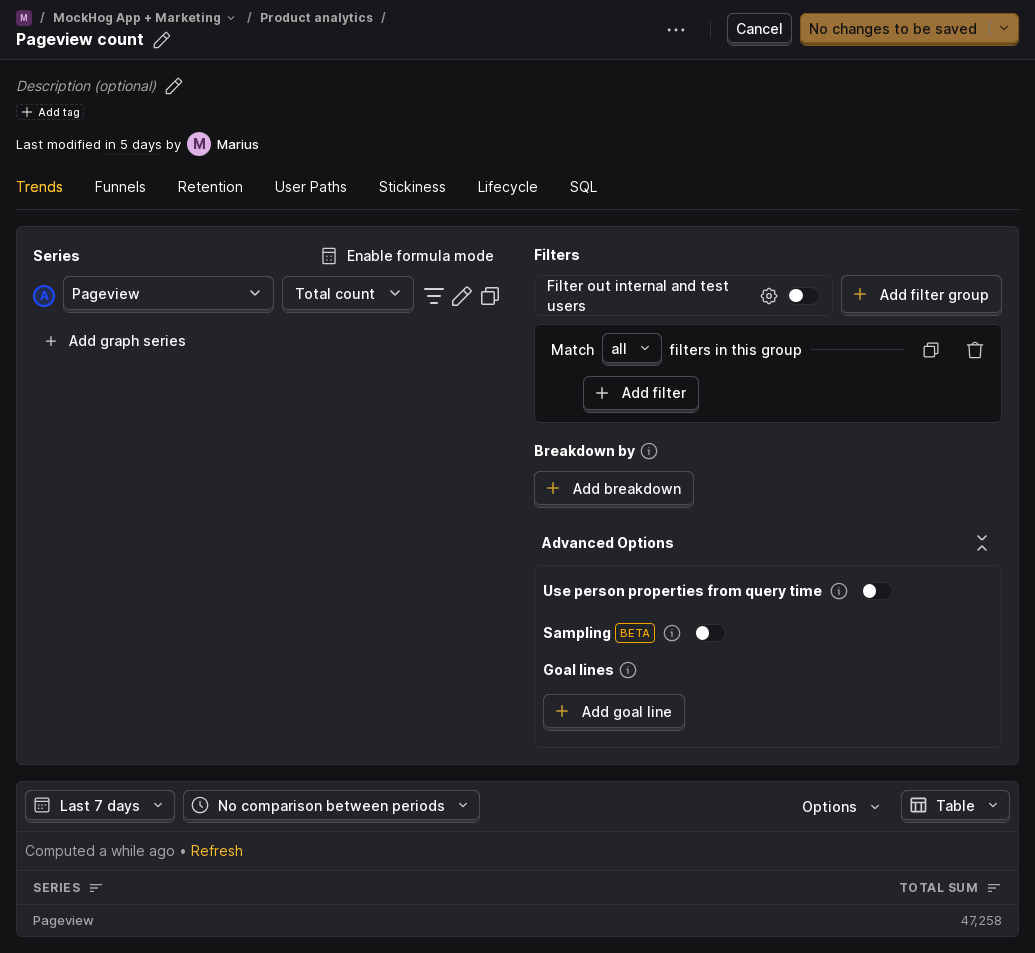 M / MockHog App + Marketing / Product analytics /
Pageview count
Cancel
No changes to be saved
Description (optional)
Add tag
Last modified in 5 days by M Marius
Trends Funnels Retention User Paths Stickiness Lifecycle SQL
Series
Enable formula mode
A Pageview Total count
Add graph series
Filters
Filter out internal and test
users
Add filter group
Match all filters in this group
Add filter
Breakdown by
Add breakdown
Advanced Options
Use person properties from query time
Sampling BETA
Goal lines
Add goal line
Last 7 days No comparison between periods Options Table
Computed a while ago • Refresh
SERIES TOTAL SUM
Pageview 47,258